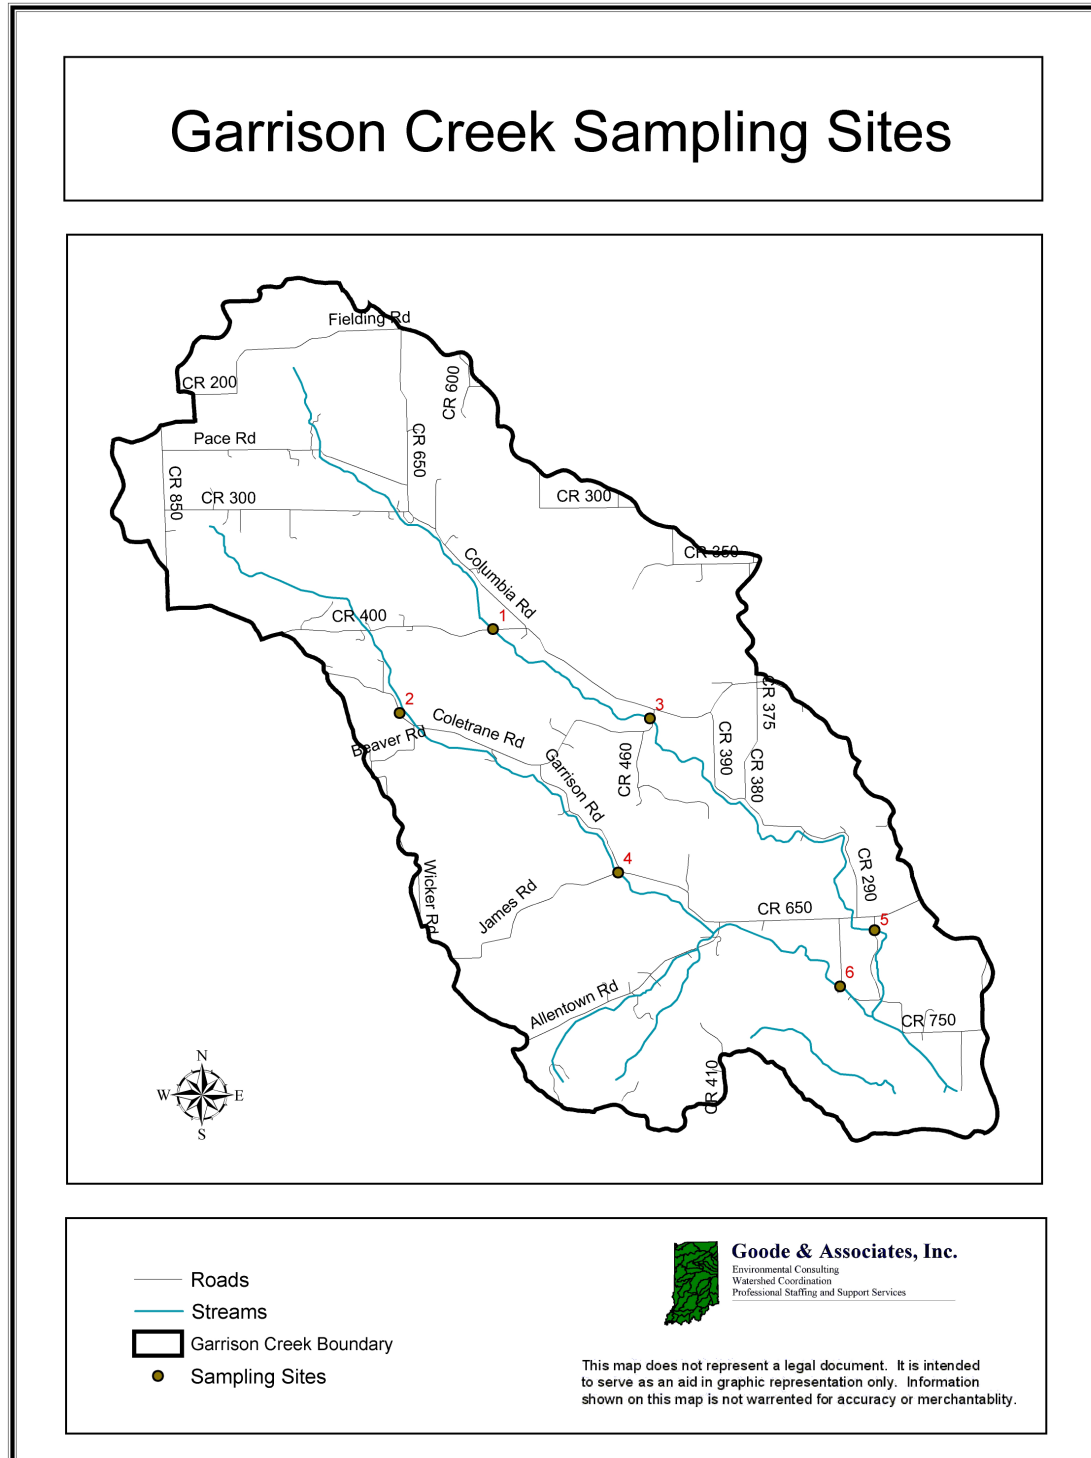 Garrison Creek Sampling Sites
Fielding Rd
CR 200
CR 600
Pace Rd
CR 650
CR 850
CR 300
CR 300
CR 350
Columbia Rd
CR 400
1
2
3
CR 375
Coletrane Rd
Beaver Rd
CR 390
CR 460
CR 380
Garrison Rd
4
Wicker Rd
CR 290
James Rd
CR 650
5
6
Allentown Rd
CR 750
CR 410
N
W
E
S
Roads
Streams
Garrison Creek Boundary
Sampling Sites
Goode & Associates, Inc.
Environmental Consulting
Watershed Coordination
Professional Staffing and Support Services
This map does not represent a legal document. It is intended
to serve as an aid in graphic representation only. Information
shown on this map is not warrented for accuracy or merchantablity.